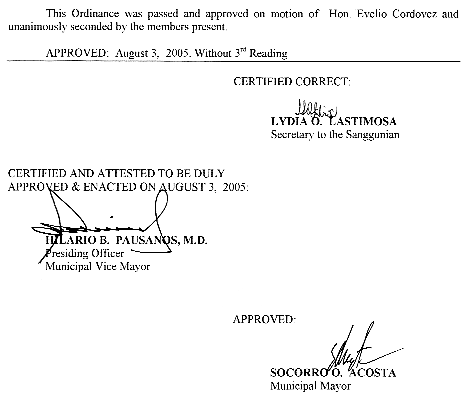 This Ordinance was passed and approved on motion of Hon. Evelio Cordovez and
unanimously seconded by the members present.
APPROVED: August 3, 2005. Without 3rd Reading
CERTIFIED CORRECT:
LYDIA O. LASTIMOSA
Secretary to the Sanggunian
CERTIFIED AND ATTESTED TO BE DULY
APPROVED & ENACTED ON AUGUST 3, 2005:
HILARIO B. PAUSANOS, M.D.
Presiding Officer
Municipal Vice Mayor
APPROVED:
SOCORRO O. ACOSTA
Municipal Mayor